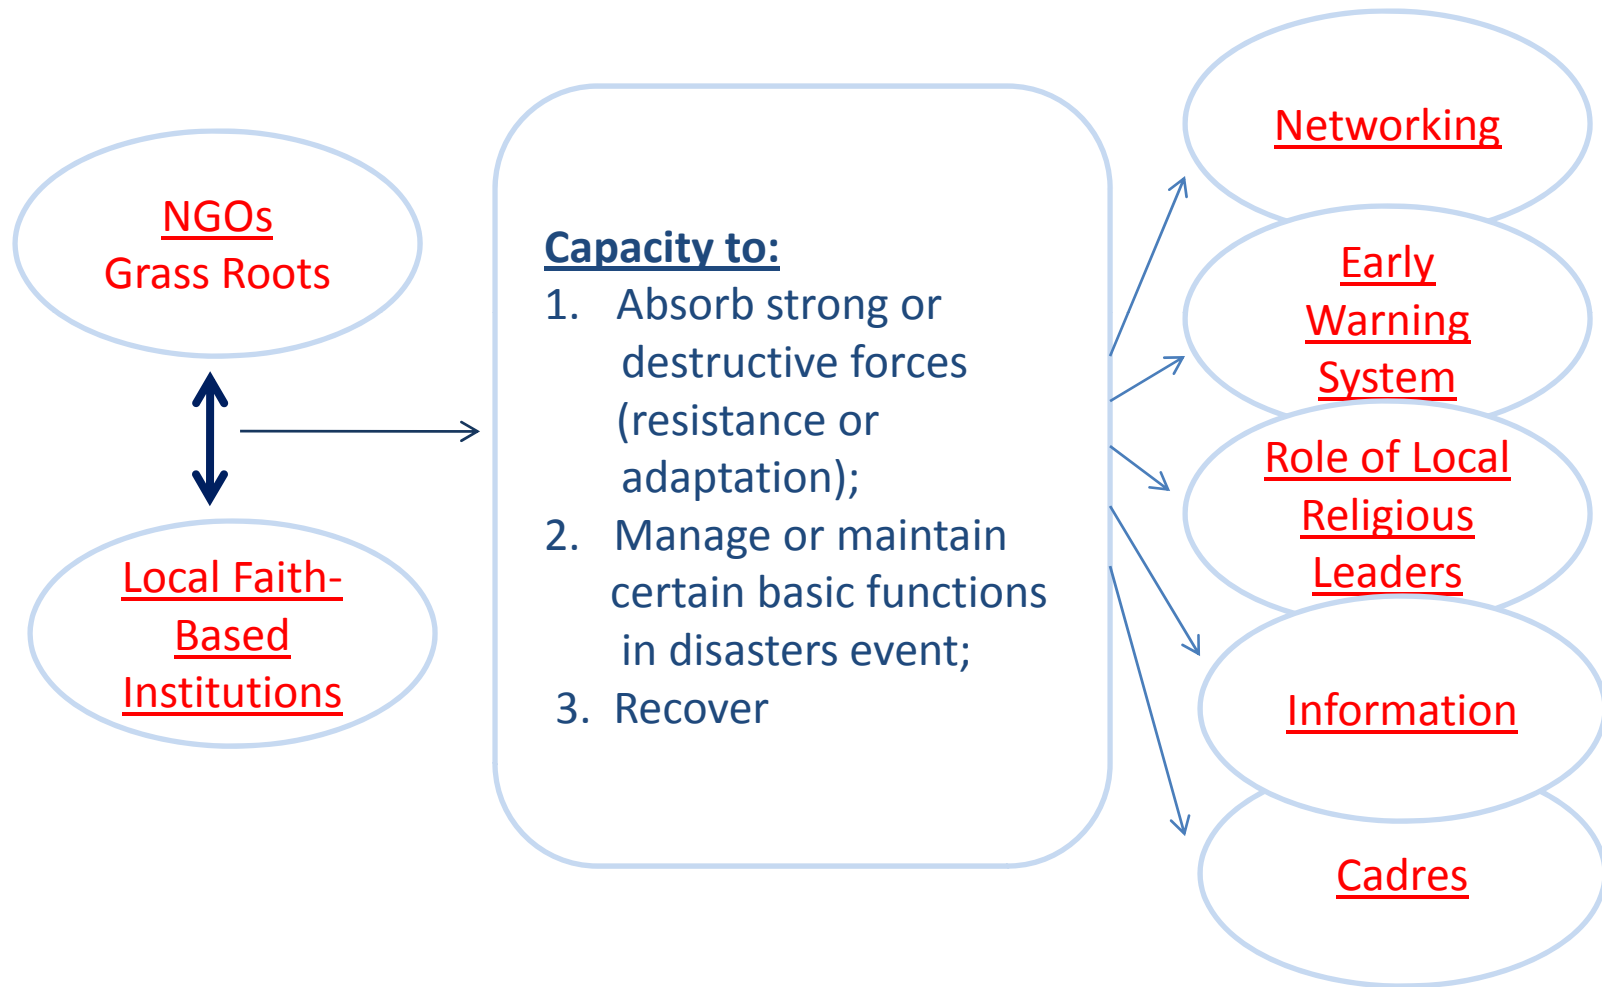 NGOs
Grass Roots
Local Faith-
Based
Institutions
Capacity to:
1. Absorb strong or
destructive forces
(resistance or
adaptation);
2. Manage or maintain
certain basic functions
in disasters event;
3. Recover
Networking
Early
Warning
System
Role of Local
Religious
Leaders
Information
Cadres